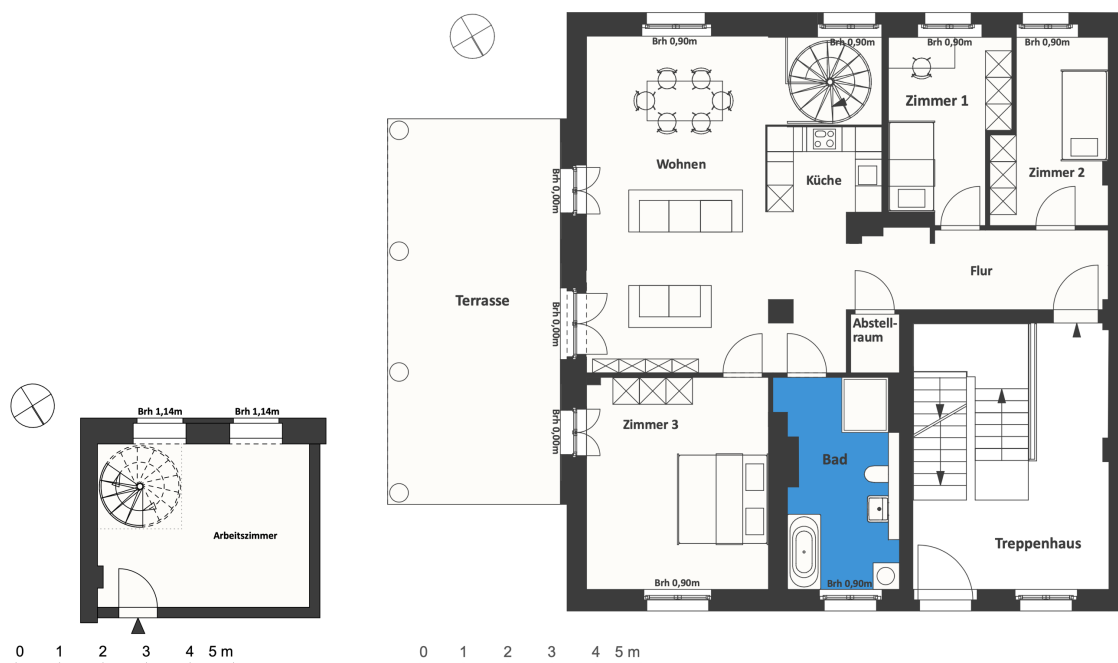 Brh 0,90m
Brh 0,90m
Brh 0,90m
Brh 0,90m
Zimmer 1
Wohnen
Küche
Zimmer 2
Brh 0,00m
Flur
Terrasse
Brh 0,00m
Abstell-
raum
Brh 1,14m
Brh 1,14m
Brh 0,00m
Zimmer 3
Bad
Arbeitszimmer
Treppenhaus
Brh 0,90m
Brh 0,90m
0 1 2 3 4 5 m
0 1 2 3 4 5 m